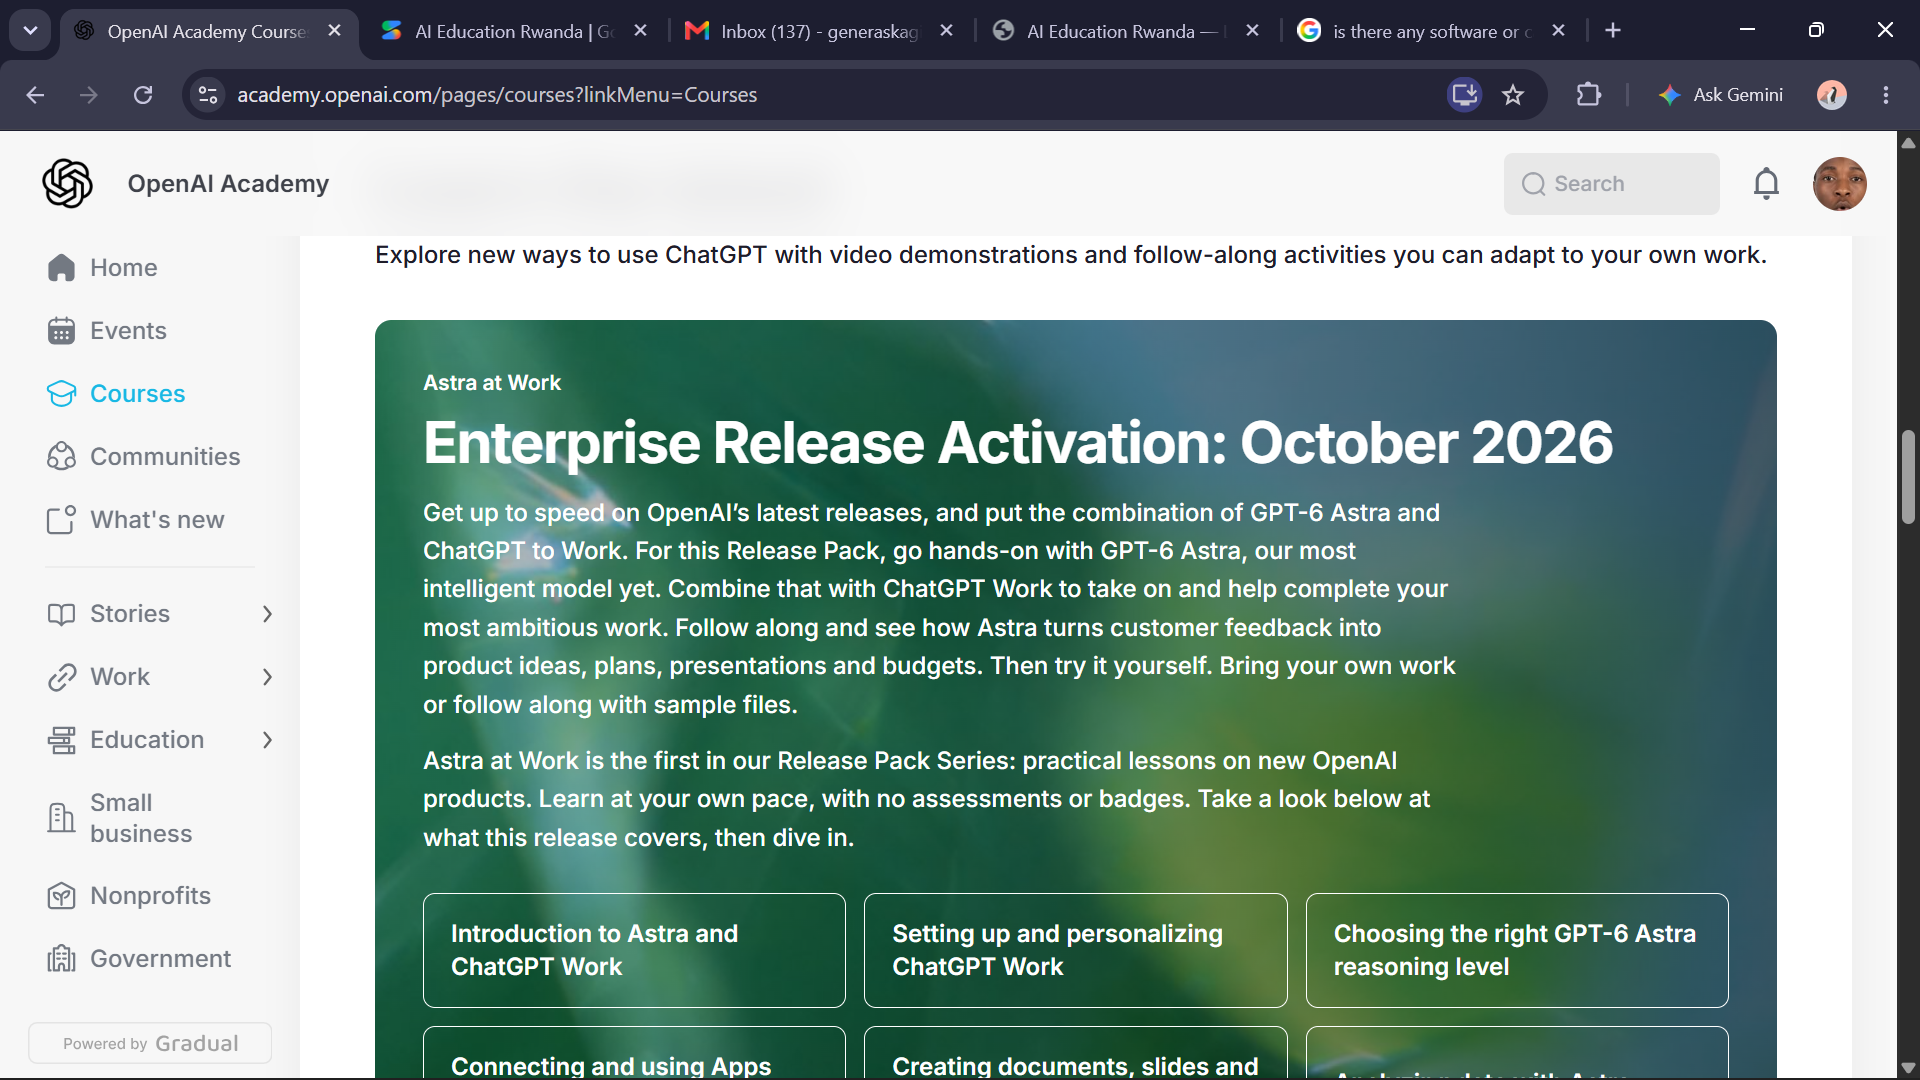 OpenAI Academy Course
AI Education Rwanda | G
Inbox (137) - generaskag
AI Education Rwanda —
is there any software or
academy.openai.com/pages/courses?linkMenu=Courses
Ask Gemini
OpenAI Academy
Search
Home
Events
Courses
Communities
What's new
Stories
Work
Education
Small
business
Nonprofits
Government
Powered by Gradual
Explore new ways to use ChatGPT with video demonstrations and follow-along activities you can adapt to your own work.
Astra at Work
Enterprise Release Activation: October 2026
Get up to speed on OpenAI’s latest releases, and put the combination of GPT-6 Astra and
ChatGPT to Work. For this Release Pack, go hands-on with GPT-6 Astra, our most
intelligent model yet. Combine that with ChatGPT Work to take on and help complete your
most ambitious work. Follow along and see how Astra turns customer feedback into
product ideas, plans, presentations and budgets. Then try it yourself. Bring your own work
or follow along with sample files.
Astra at Work is the first in our Release Pack Series: practical lessons on new OpenAI
products. Learn at your own pace, with no assessments or badges. Take a look below at
what this release covers, then dive in.
Introduction to Astra and
ChatGPT Work
Setting up and personalizing
ChatGPT Work
Choosing the right GPT-6 Astra
reasoning level
Connecting and using Apps
Creating documents, slides and
Analyzing data with Astra